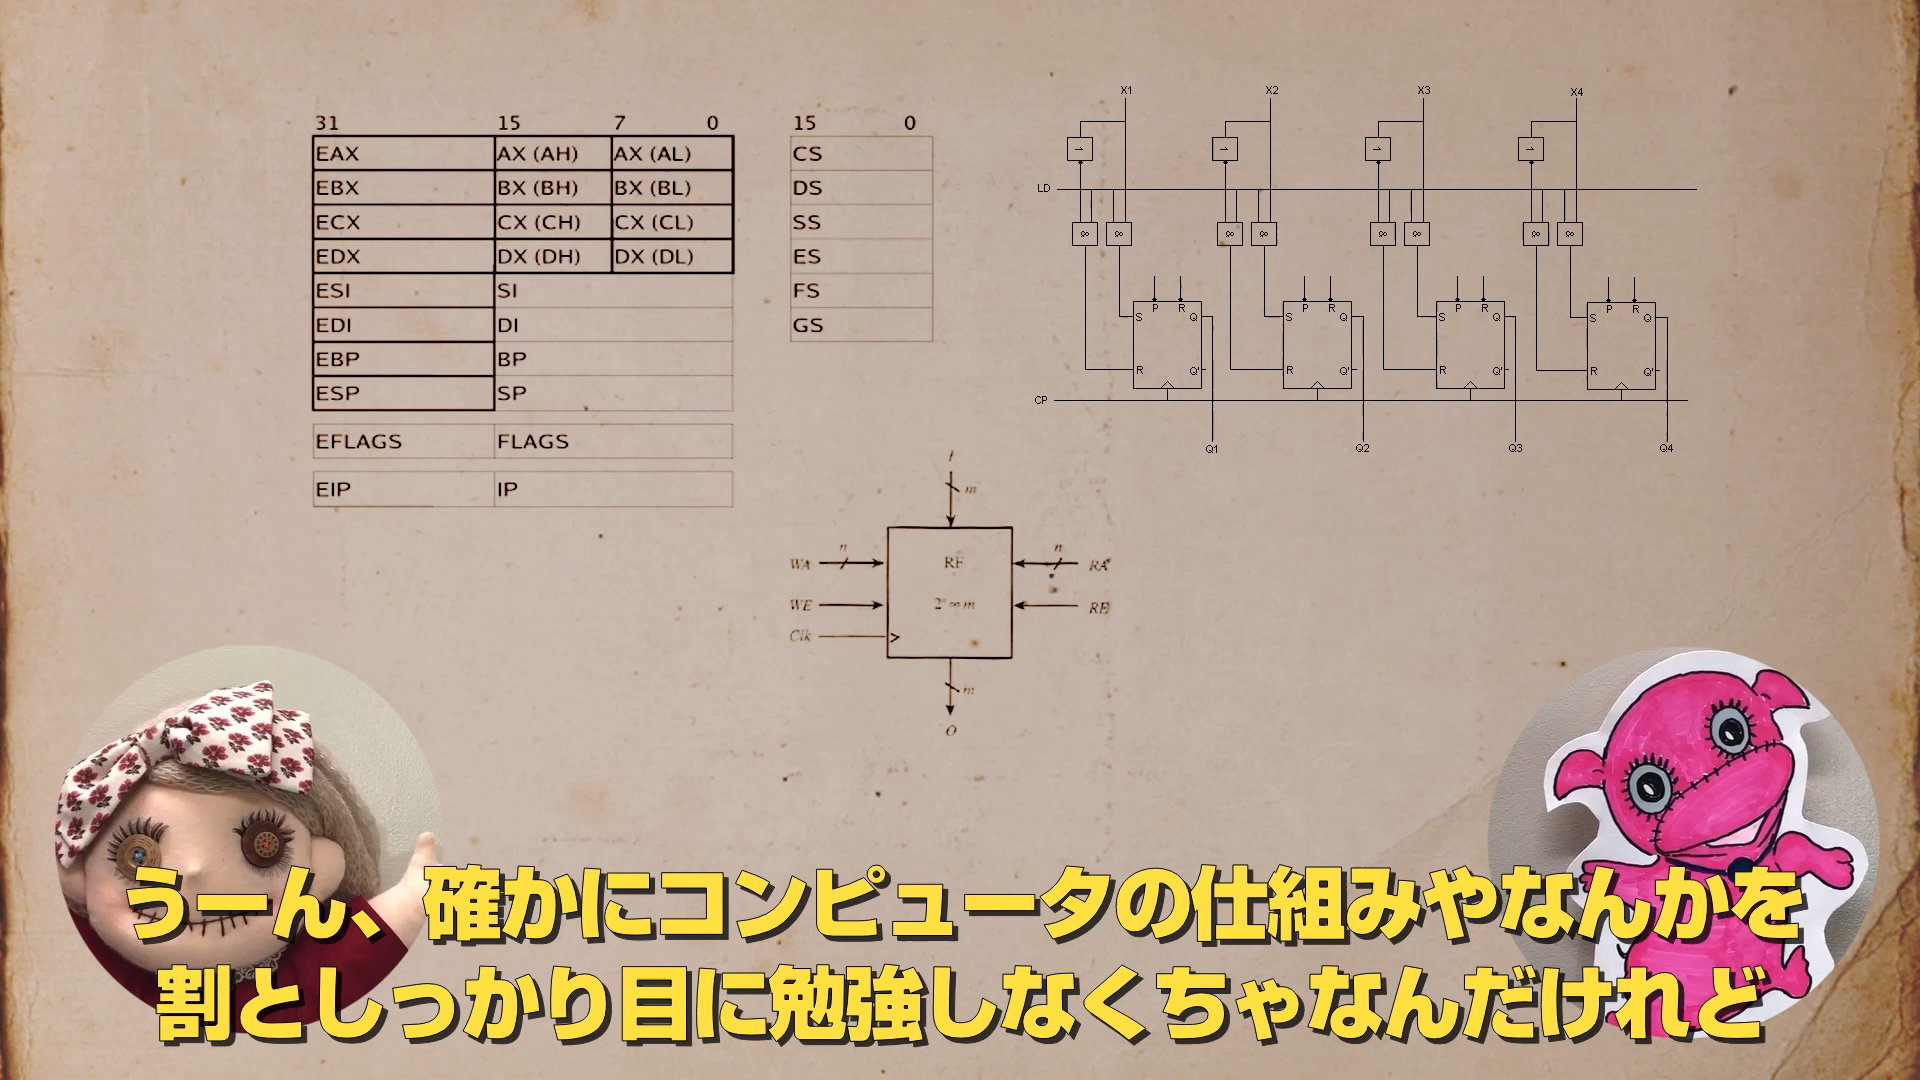 31 15 7 0
EAX AX (AH) AX (AL)
EBX BX (BH) BX (BL)
ECX CX (CH) CX (CL)
EDX DX (DH) DX (DL)
ESI SI
EDI DI
EBP BP
ESP SP
EFLAGS FLAGS
EIP IP
15 0
CS
DS
SS
ES
FS
GS
X1 X2 X3 X4
1 1 1 1
LD
& & & & & & & &
P R P R P R P R
S Q S Q S Q S Q
R Q' R Q' R Q' R Q'
CP
Q1 Q2 Q3 Q4
I
m
n n
WA RF RA
WE 2ⁿ∞m RE
Clk
m
O
うーん、確かにコンピュータの仕組みやなんかを
割としっかり目に勉強しなくちゃなんだけれど